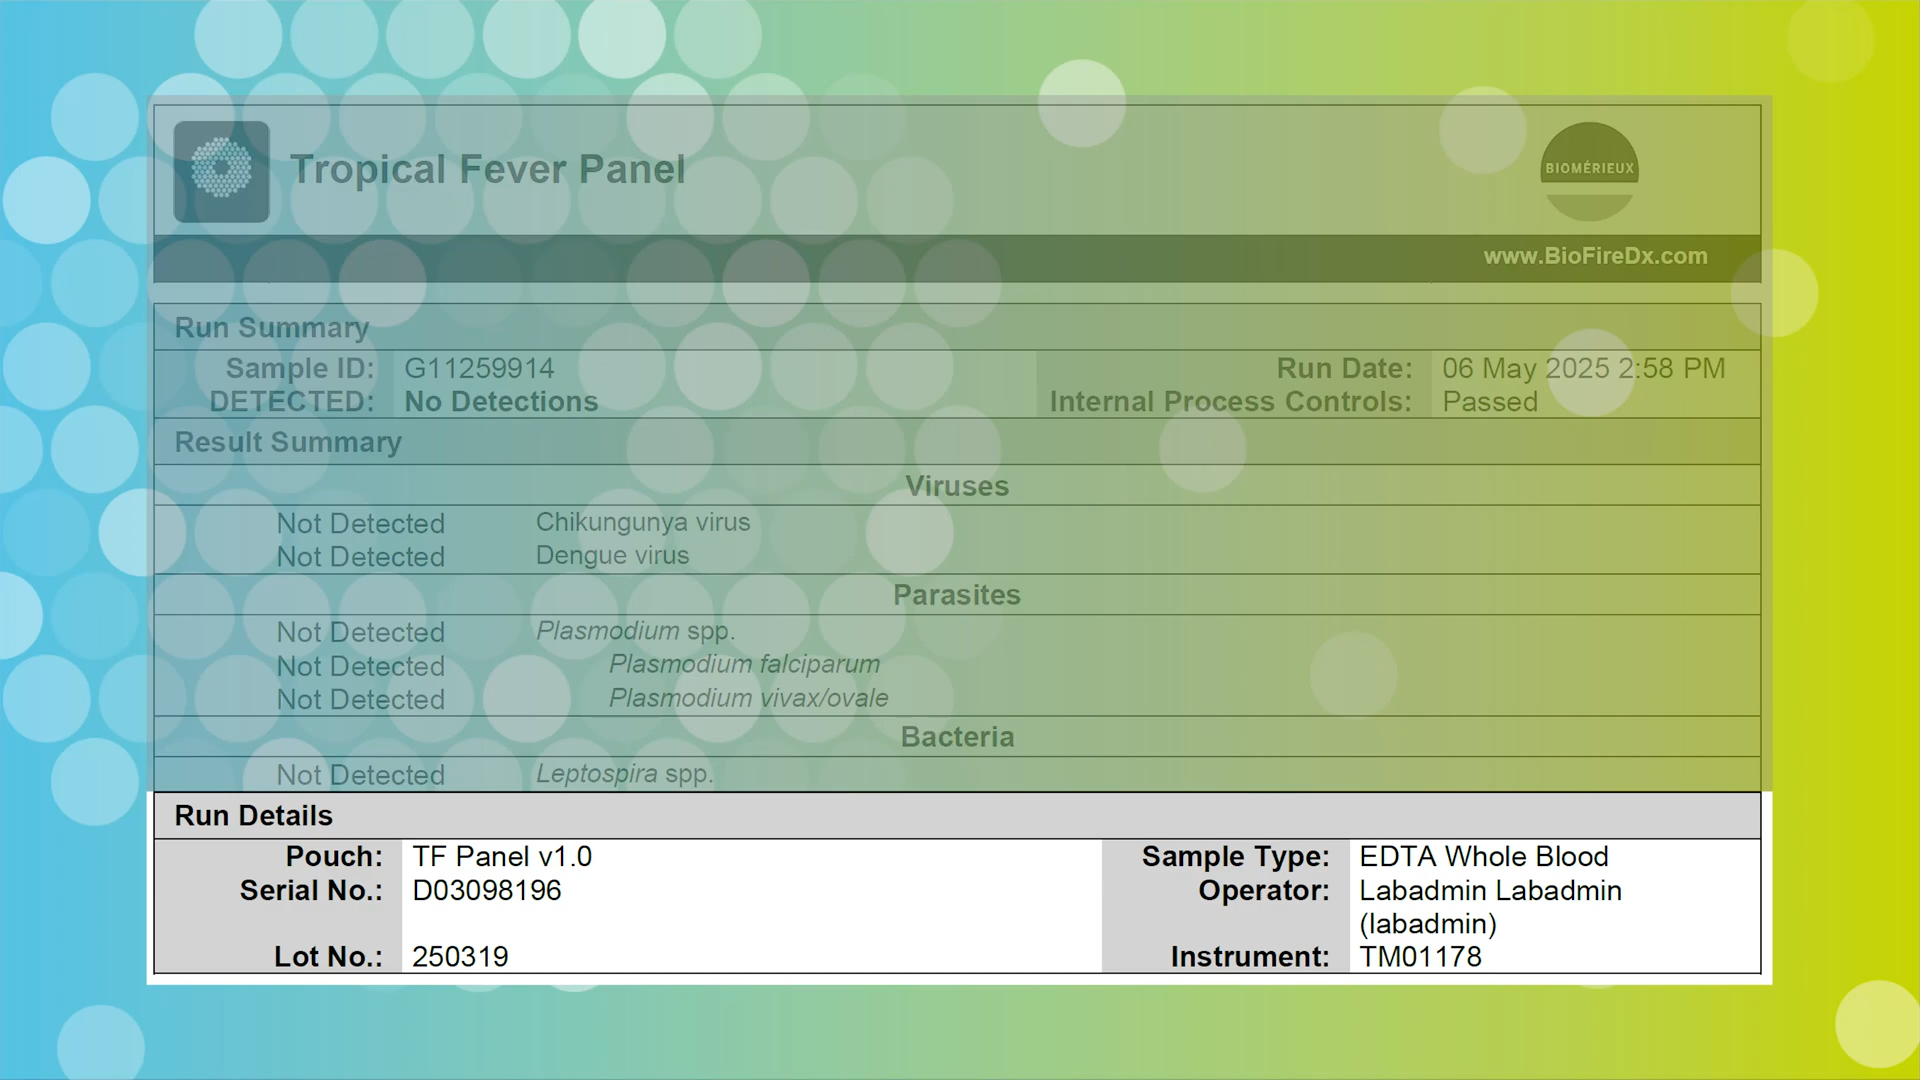 Tropical Fever Panel
BIOMÉRIEUX
www.BioFireDx.com
Run Summary
Sample ID: G11259914 Run Date: 06 May 2025 2:58 PM
DETECTED: No Detections Internal Process Controls: Passed
Result Summary
Viruses
Not Detected Chikungunya virus
Not Detected Dengue virus
Parasites
Not Detected Plasmodium spp.
Not Detected Plasmodium falciparum
Not Detected Plasmodium vivax/ovale
Bacteria
Not Detected Leptospira spp.
Run Details
Pouch: TF Panel v1.0 Sample Type: EDTA Whole Blood
Serial No.: D03098196 Operator: Labadmin Labadmin
(labadmin)
Lot No.: 250319 Instrument: TM01178